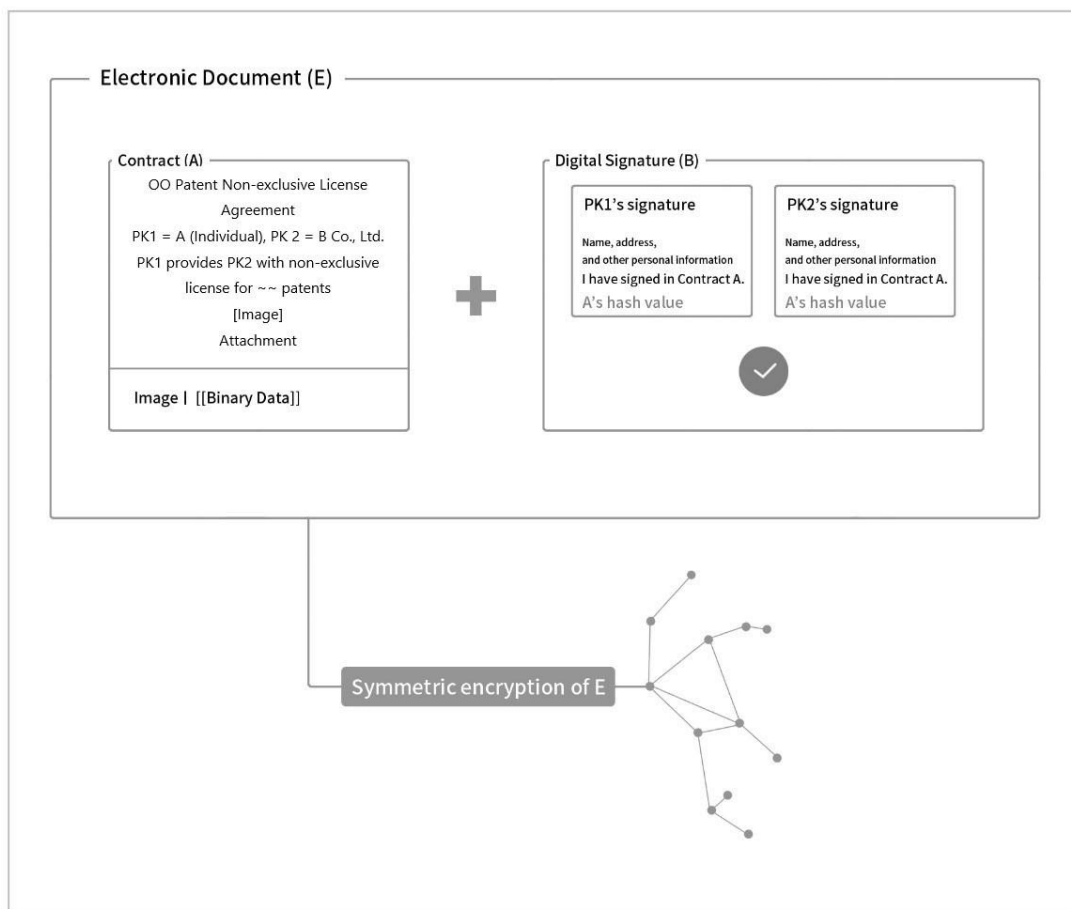 Electronic Document (E)
Contract (A)
OO Patent Non-exclusive License
Agreement
PK1 = A (Individual), PK 2 = B Co., Ltd.
PK1 provides PK2 with non-exclusive
license for ~~ patents
[Image]
Attachment
Image | [[Binary Data]]
Digital Signature (B)
PK1’s signature
Name, address,
and other personal information
I have signed in Contract A.
A’s hash value
PK2’s signature
Name, address,
and other personal information
I have signed in Contract A.
A’s hash value
Symmetric encryption of E